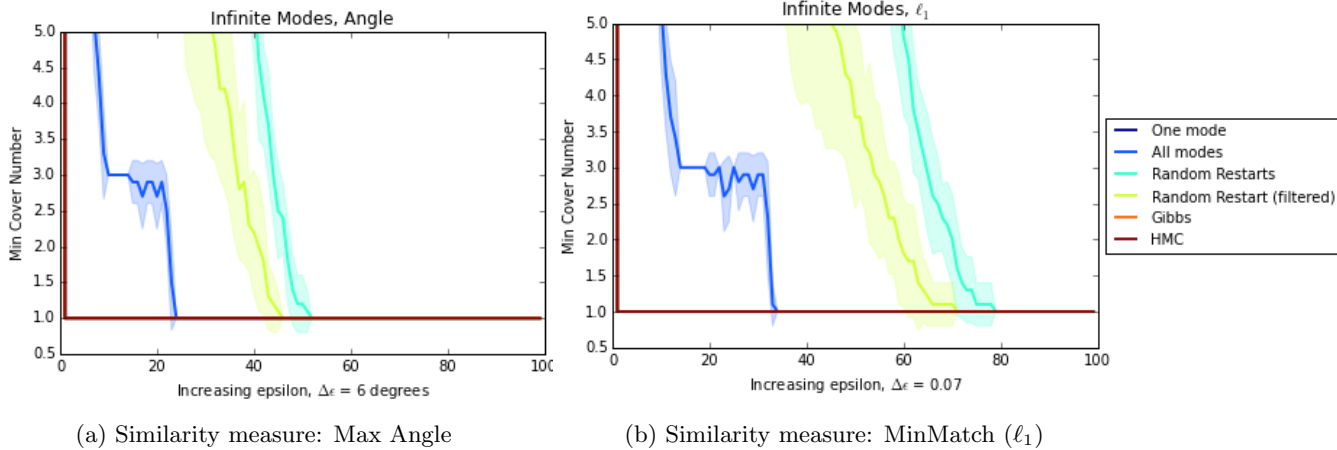 Infinite Modes, Angle
5.0
4.5
4.0
3.5
3.0
2.5
2.0
1.5
1.0
0.5
Min Cover Number
0 20 40 60 80 100
Increasing epsilon, Δϵ = 6 degrees
(a) Similarity measure: Max Angle
Infinite Modes, ℓ₁
5.0
4.5
4.0
3.5
3.0
2.5
2.0
1.5
1.0
0.5
Min Cover Number
0 20 40 60 80 100
Increasing epsilon, Δϵ = 0.07
(b) Similarity measure: MinMatch (ℓ₁)
One mode
All modes
Random Restarts
Random Restart (filtered)
Gibbs
HMC